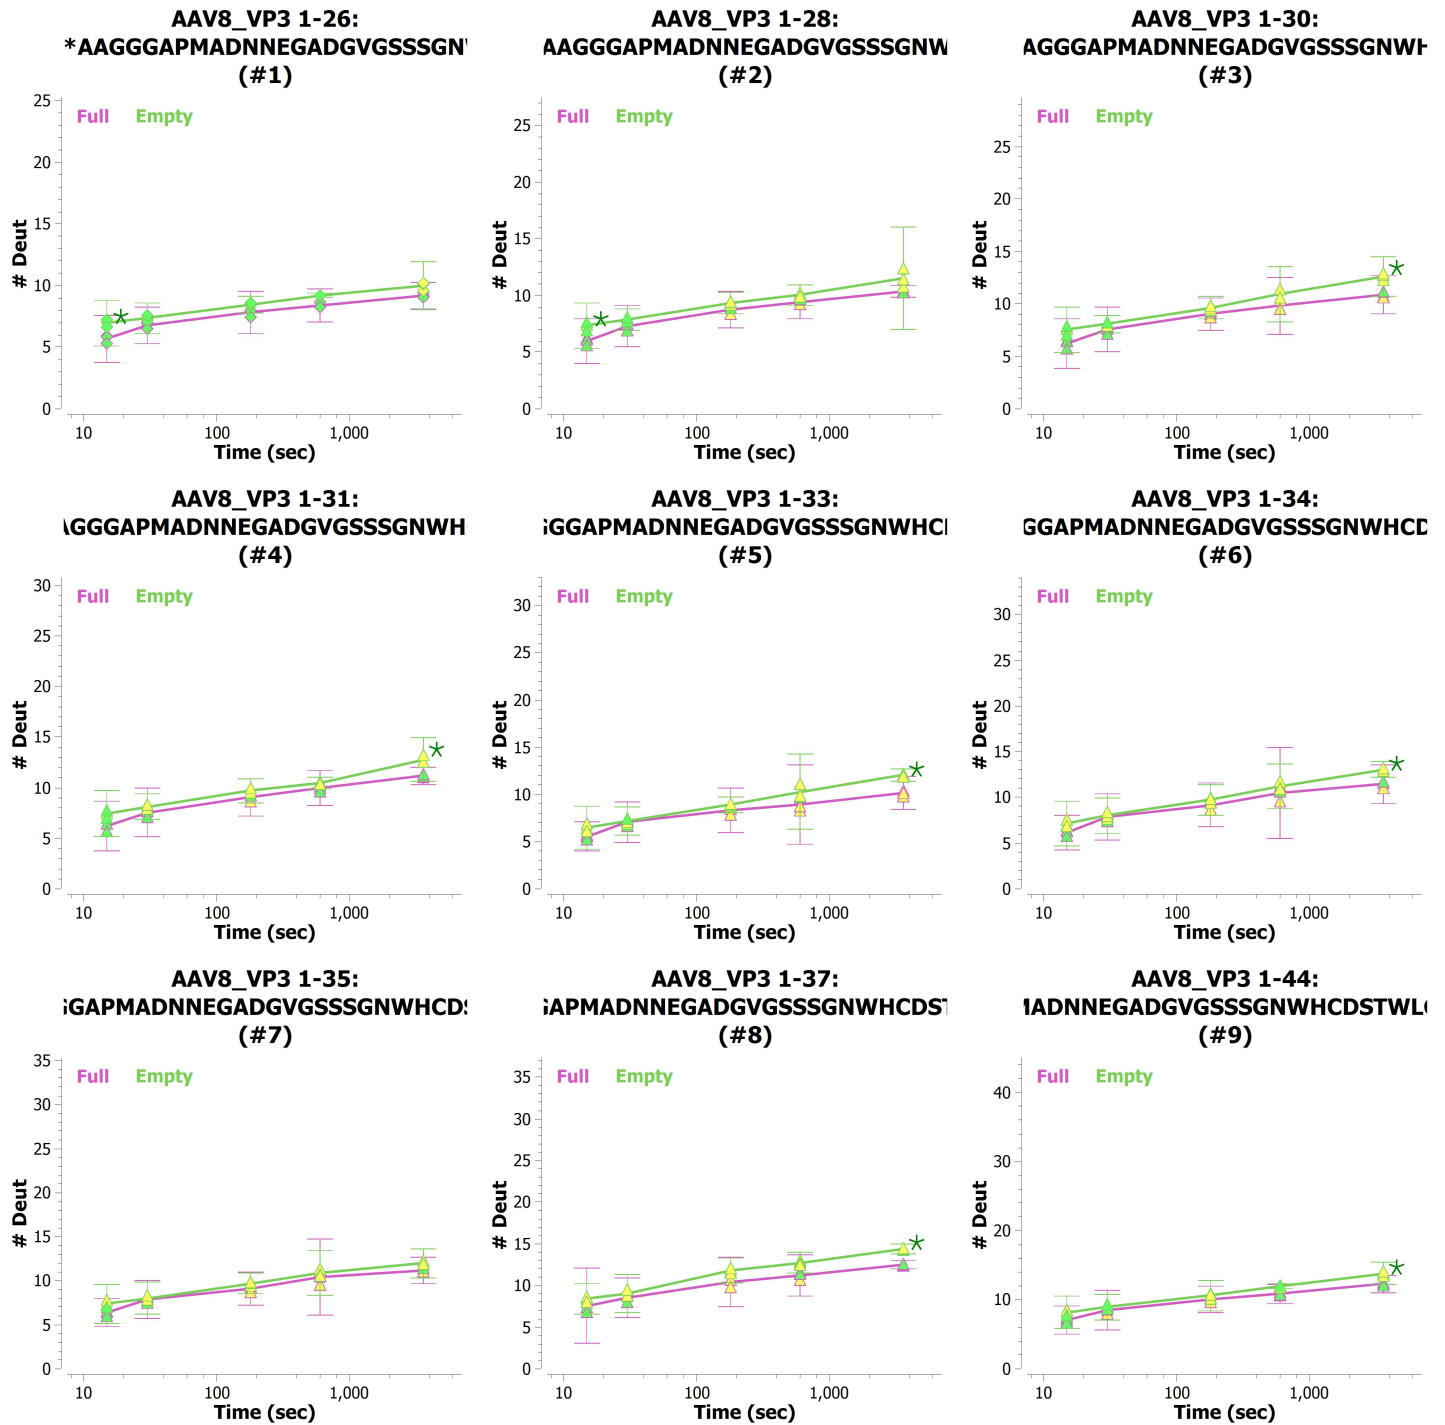 AAV8_VP3 1-26:
*AAGGGAPMADNNEGADGVGSSSGN
(#1)
Full Empty
# Deut
25
20
15
10
5
0
10 100 1,000
Time (sec)
AAV8_VP3 1-28:
AAGGGAPMADNNEGADGVGSSSGNW
(#2)
Full Empty
# Deut
25
20
15
10
5
0
10 100 1,000
Time (sec)
AAV8_VP3 1-30:
AGGGAPMADNNEGADGVGSSSGNWH
(#3)
Full Empty
# Deut
25
20
15
10
5
0
10 100 1,000
Time (sec)
AAV8_VP3 1-31:
AGGGAPMADNNEGADGVGSSSGNWH
(#4)
Full Empty
# Deut
30
25
20
15
10
5
0
10 100 1,000
Time (sec)
AAV8_VP3 1-33:
GGGAPMADNNEGADGVGSSSGNWHC
(#5)
Full Empty
# Deut
30
25
20
15
10
5
0
10 100 1,000
Time (sec)
AAV8_VP3 1-34:
GGAPMADNNEGADGVGSSSGNWHCD
(#6)
Full Empty
# Deut
30
25
20
15
10
5
0
10 100 1,000
Time (sec)
AAV8_VP3 1-35:
GGAPMADNNEGADGVGSSSGNWHCDS
(#7)
Full Empty
# Deut
35
30
25
20
15
10
5
0
10 100 1,000
Time (sec)
AAV8_VP3 1-37:
GAPMADNNEGADGVGSSSGNWHCDST
(#8)
Full Empty
# Deut
35
30
25
20
15
10
5
0
10 100 1,000
Time (sec)
AAV8_VP3 1-44:
MADNNEGADGVGSSSGNWHCDSTWL
(#9)
Full Empty
# Deut
40
30
20
10
0
10 100 1,000
Time (sec)